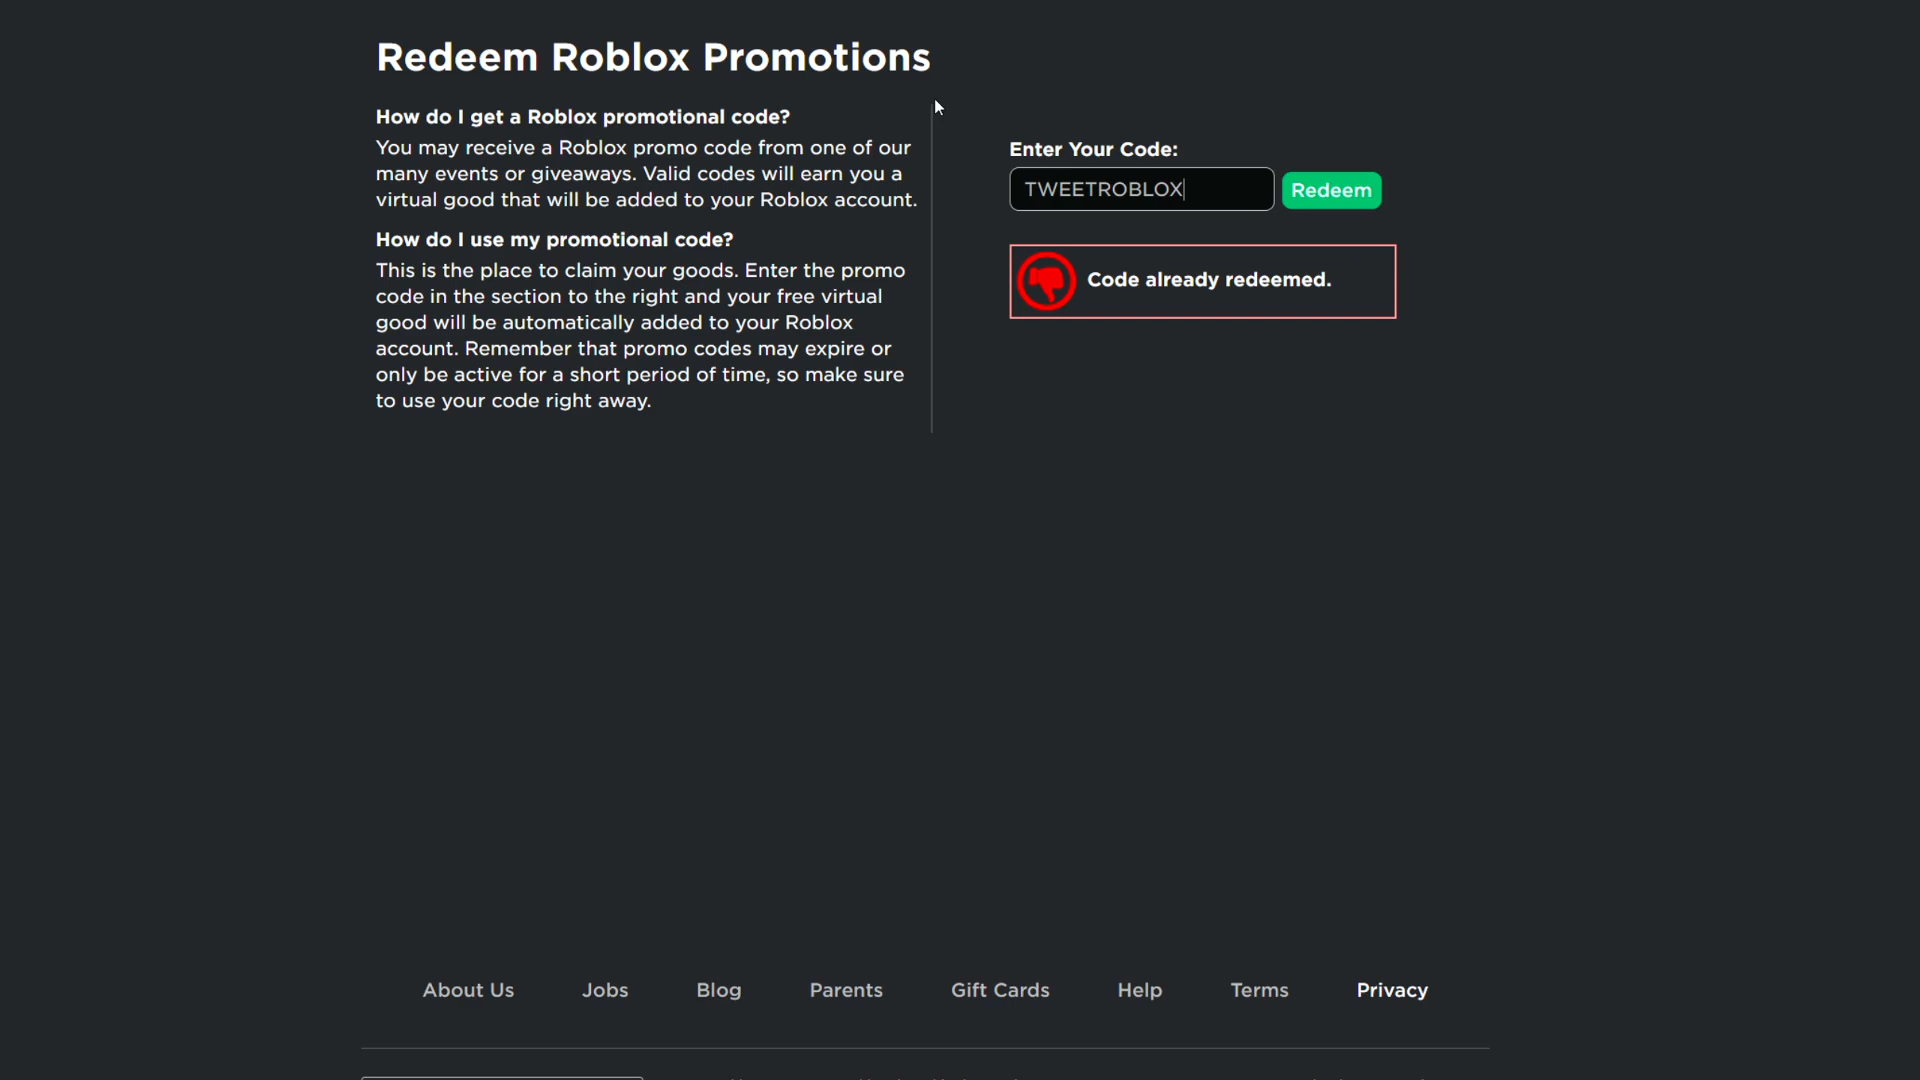 Redeem Roblox Promotions
How do I get a Roblox promotional code?
You may receive a Roblox promo code from one of our
many events or giveaways. Valid codes will earn you a
virtual good that will be added to your Roblox account.
How do I use my promotional code?
This is the place to claim your goods. Enter the promo
code in the section to the right and your free virtual
good will be automatically added to your Roblox
account. Remember that promo codes may expire or
only be active for a short period of time, so make sure
to use your code right away.
Enter Your Code:
TWEETROBLOX
Redeem
Code already redeemed.
About Us
Jobs
Blog
Parents
Gift Cards
Help
Terms
Privacy